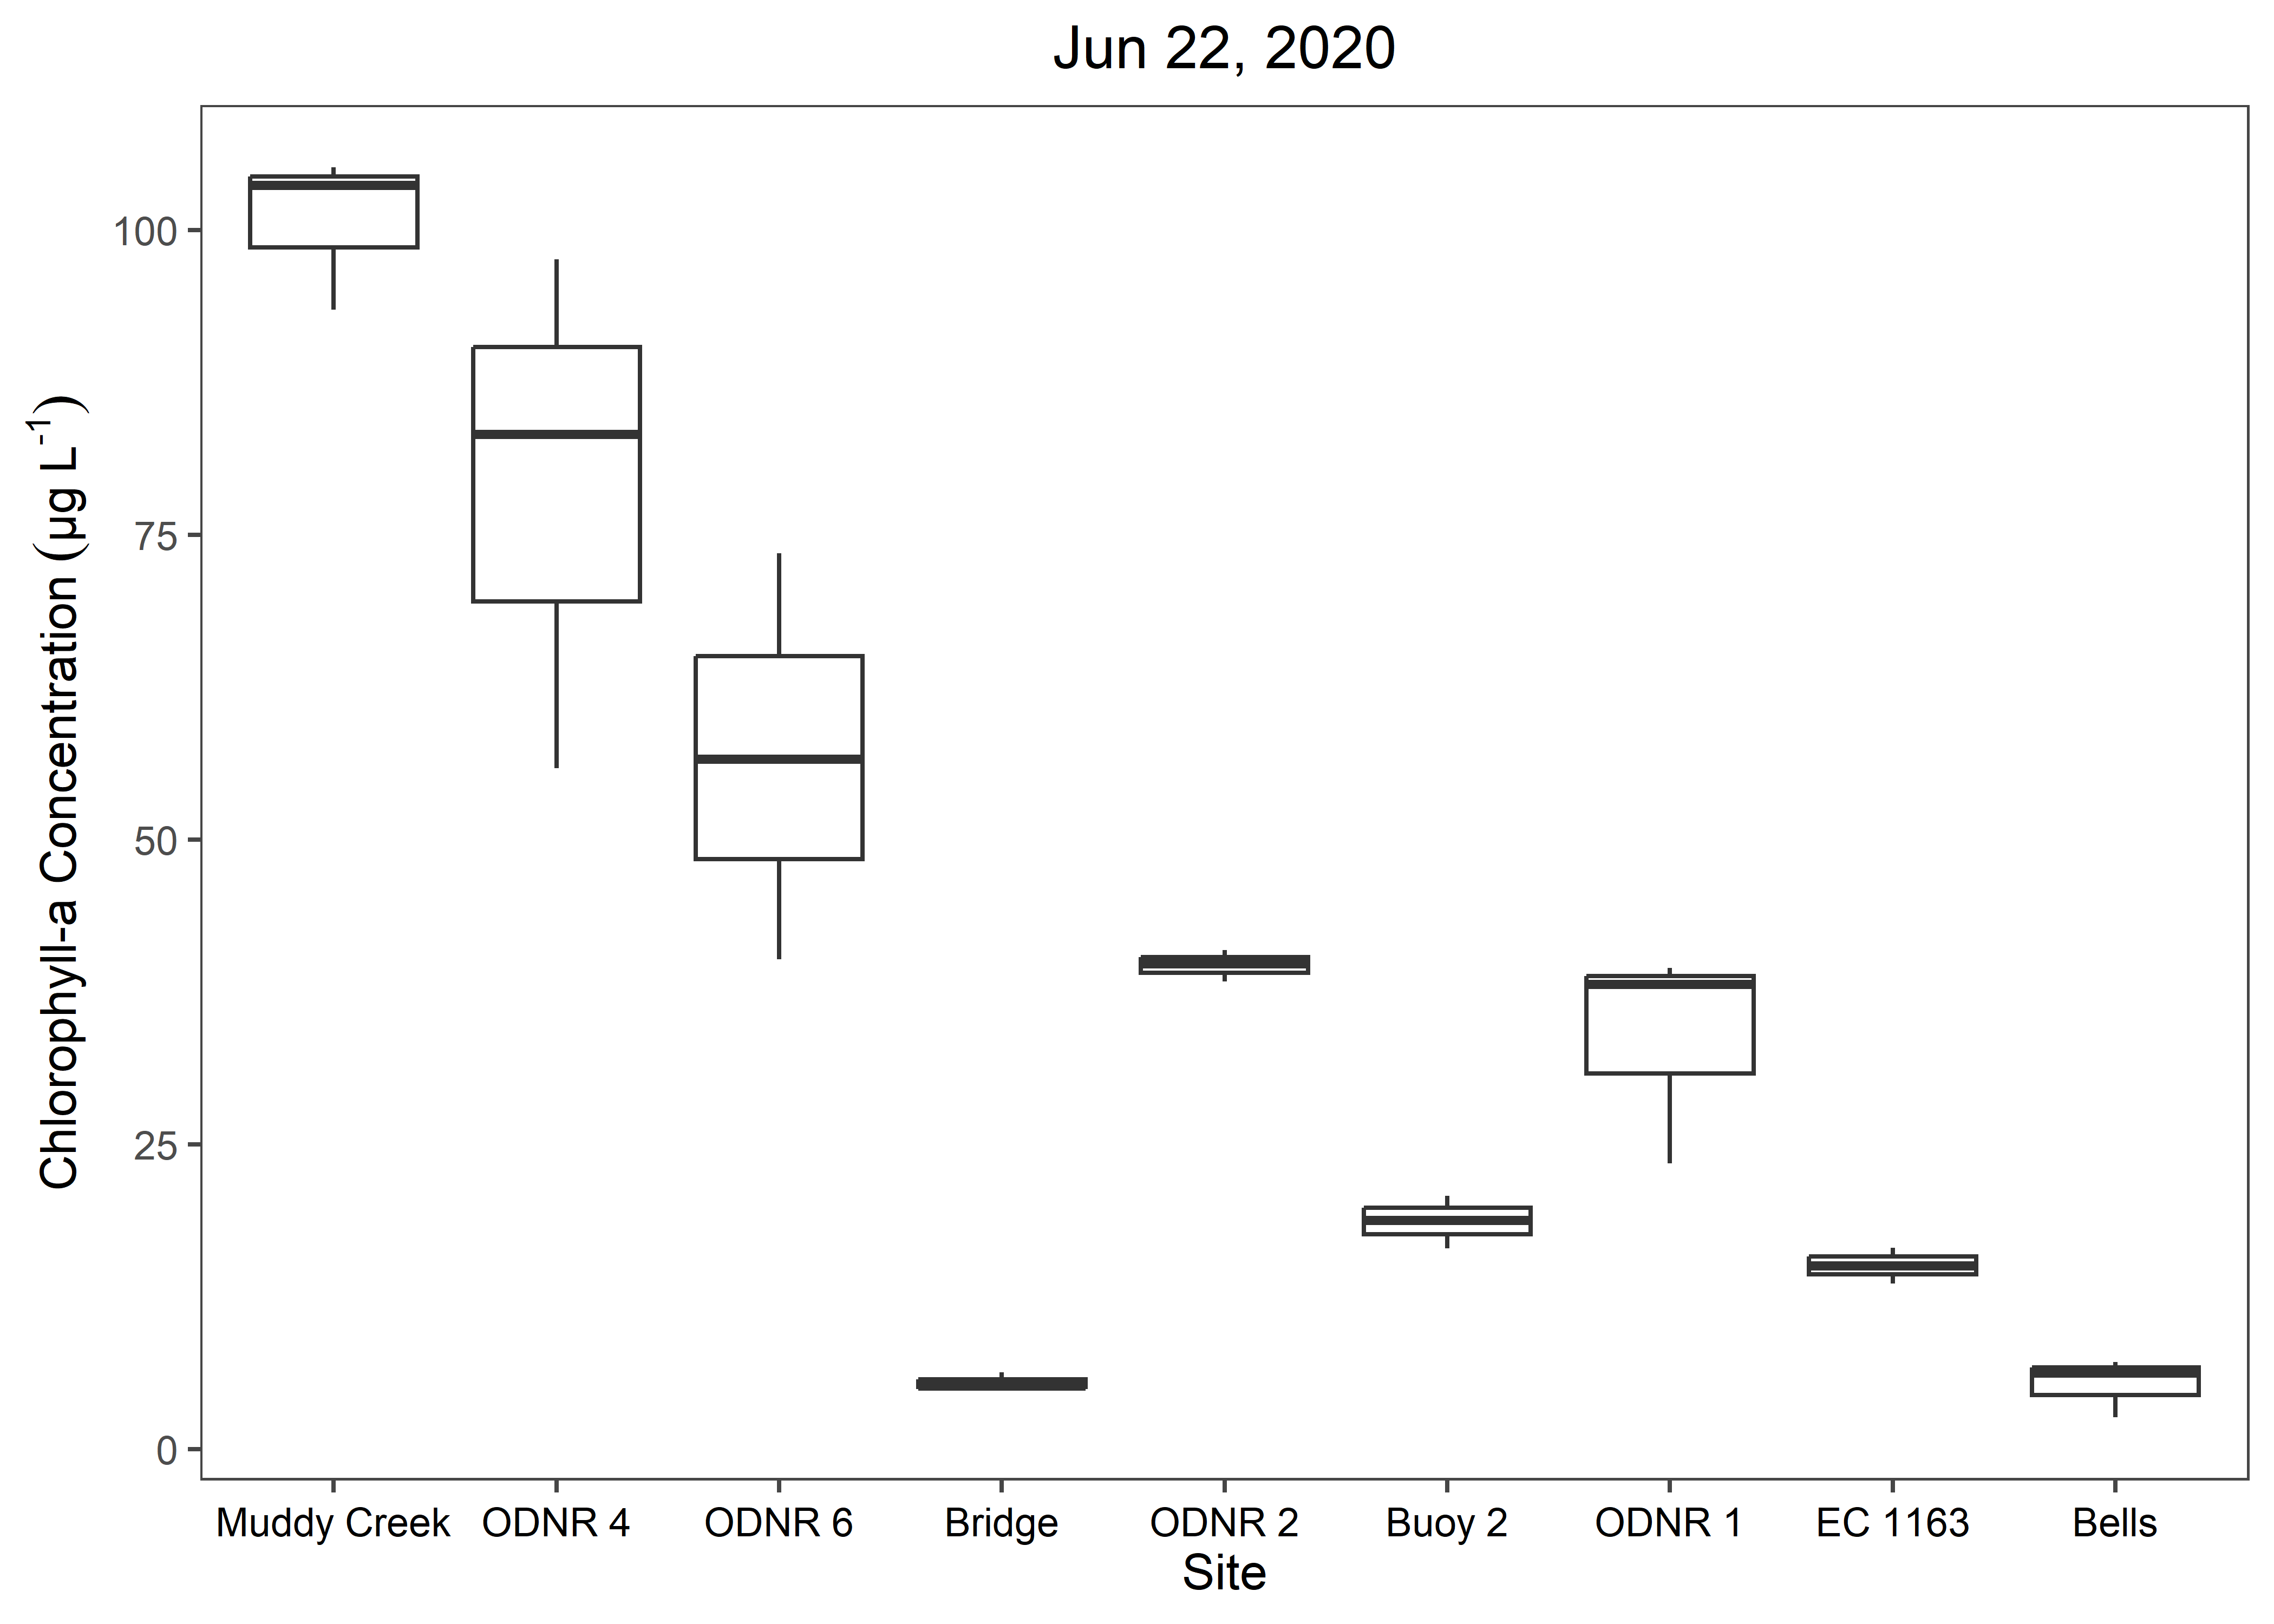 Jun 22, 2020
Chlorophyll-a Concentration (µg L⁻¹)
100
75
50
25
0
Muddy Creek ODNR 4 ODNR 6 Bridge ODNR 2 Buoy 2 ODNR 1 EC 1163 Bells
Site